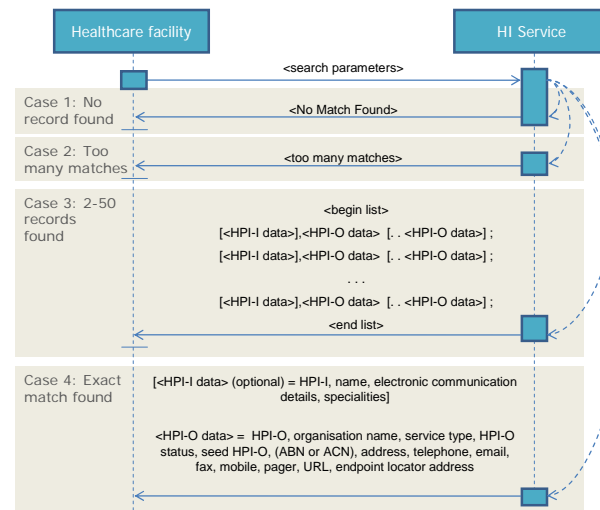 Healthcare facility
HI Service
<search parameters>
Case 1: No
record found
<No Match Found>
Case 2: Too
many matches
<too many matches>
Case 3: 2-50
records
found
<begin list>
[<HPI-I data>],<HPI-O data> [. . <HPI-O data>] ;
[<HPI-I data>],<HPI-O data> [. . <HPI-O data>] ;
. . .
[<HPI-I data>],<HPI-O data> [. . <HPI-O data>] ;
<end list>
Case 4: Exact
match found
[<HPI-I data> (optional) = HPI-I, name, electronic communication
details, specialities]
<HPI-O data> = HPI-O, organisation name, service type, HPI-O
status, seed HPI-O, (ABN or ACN), address, telephone, email,
fax, mobile, pager, URL, endpoint locator address